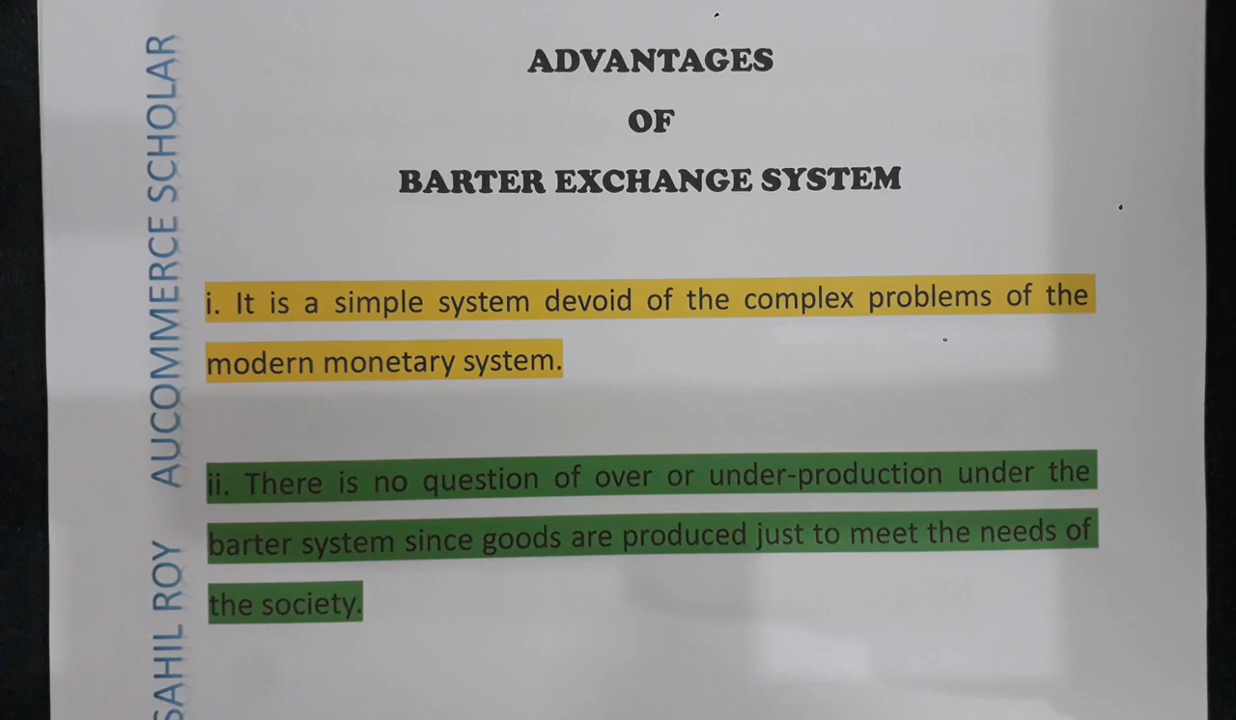 ADVANTAGES
OF
BARTER EXCHANGE SYSTEM
i. It is a simple system devoid of the complex problems of the
modern monetary system.
ii. There is no question of over or under-production under the
barter system since goods are produced just to meet the needs of
the society.
SAHIL ROY AUCOMMERCE SCHOLAR